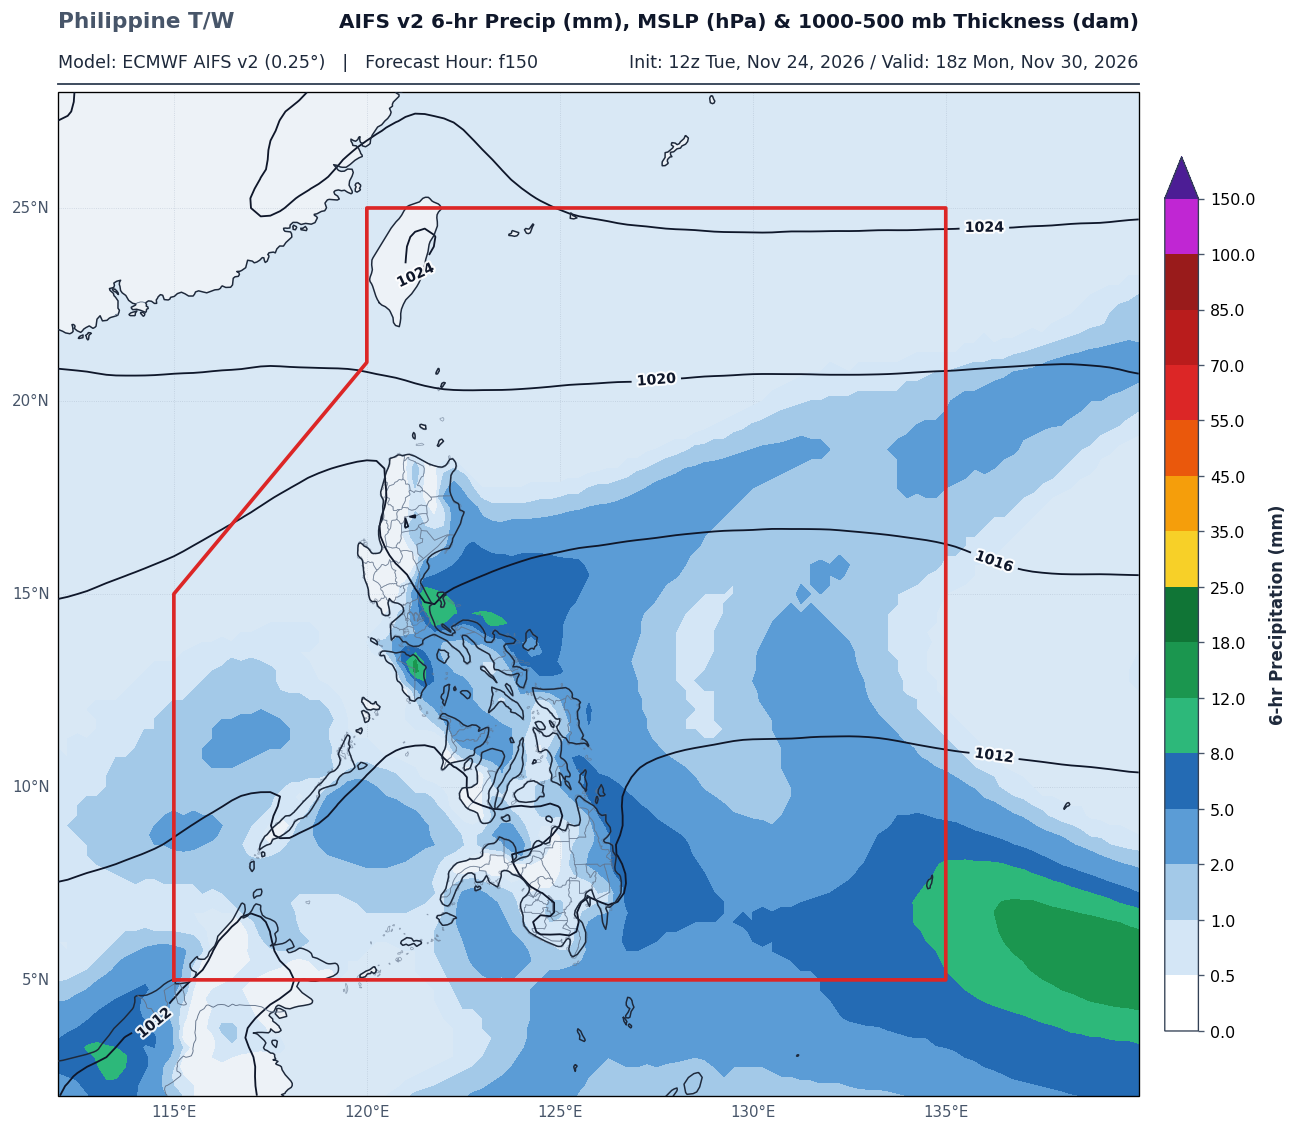 Philippine T/W
AIFS v2 6-hr Precip (mm), MSLP (hPa) & 1000-500 mb Thickness (dam)
Model: ECMWF AIFS v2 (0.25°) | Forecast Hour: f150
Init: 12z Tue, Nov 24, 2026 / Valid: 18z Mon, Nov 30, 2026
25°N
20°N
15°N
10°N
5°N
1024
1024
1020
1016
1012
1012
115°E
120°E
125°E
130°E
135°E
150.0
100.0
85.0
70.0
55.0
45.0
35.0
25.0
18.0
12.0
8.0
5.0
2.0
1.0
0.5
0.0
6-hr Precipitation (mm)